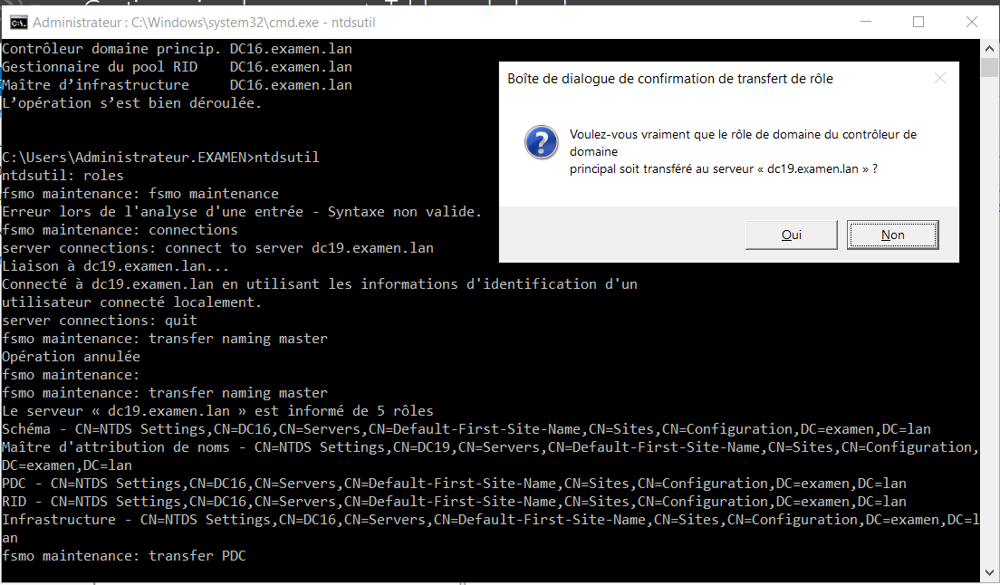 Administrateur : C:\Windows\system32\cmd.exe - ntdsutil
Contrôleur domaine princip. DC16.examen.lan
Gestionnaire du pool RID    DC16.examen.lan
Maître d’infrastructure     DC16.examen.lan
L’opération s’est bien déroulée.
C:\Users\Administrateur.EXAMEN>ntdsutil
ntdsutil: roles
fsmo maintenance: fsmo maintenance
Erreur lors de l'analyse d'une entrée - Syntaxe non valide.
fsmo maintenance: connections
server connections: connect to server dc19.examen.lan
Liaison à dc19.examen.lan...
Connecté à dc19.examen.lan en utilisant les informations d'identification d'un
utilisateur connecté localement.
server connections: quit
fsmo maintenance: transfer naming master
Opération annulée
fsmo maintenance:
fsmo maintenance: transfer naming master
Le serveur « dc19.examen.lan » est informé de 5 rôles
Schéma - CN=NTDS Settings,CN=DC16,CN=Servers,CN=Default-First-Site-Name,CN=Sites,CN=Configuration,DC=examen,DC=lan
Maître d'attribution de noms - CN=NTDS Settings,CN=DC19,CN=Servers,CN=Default-First-Site-Name,CN=Sites,CN=Configuration,
DC=examen,DC=lan
PDC - CN=NTDS Settings,CN=DC16,CN=Servers,CN=Default-First-Site-Name,CN=Sites,CN=Configuration,DC=examen,DC=lan
RID - CN=NTDS Settings,CN=DC16,CN=Servers,CN=Default-First-Site-Name,CN=Sites,CN=Configuration,DC=examen,DC=lan
Infrastructure - CN=NTDS Settings,CN=DC16,CN=Servers,CN=Default-First-Site-Name,CN=Sites,CN=Configuration,DC=examen,DC=l
an
fsmo maintenance: transfer PDC
Boîte de dialogue de confirmation de transfert de rôle
Voulez-vous vraiment que le rôle de domaine du contrôleur de
domaine
principal soit transféré au serveur « dc19.examen.lan » ?
Oui
Non